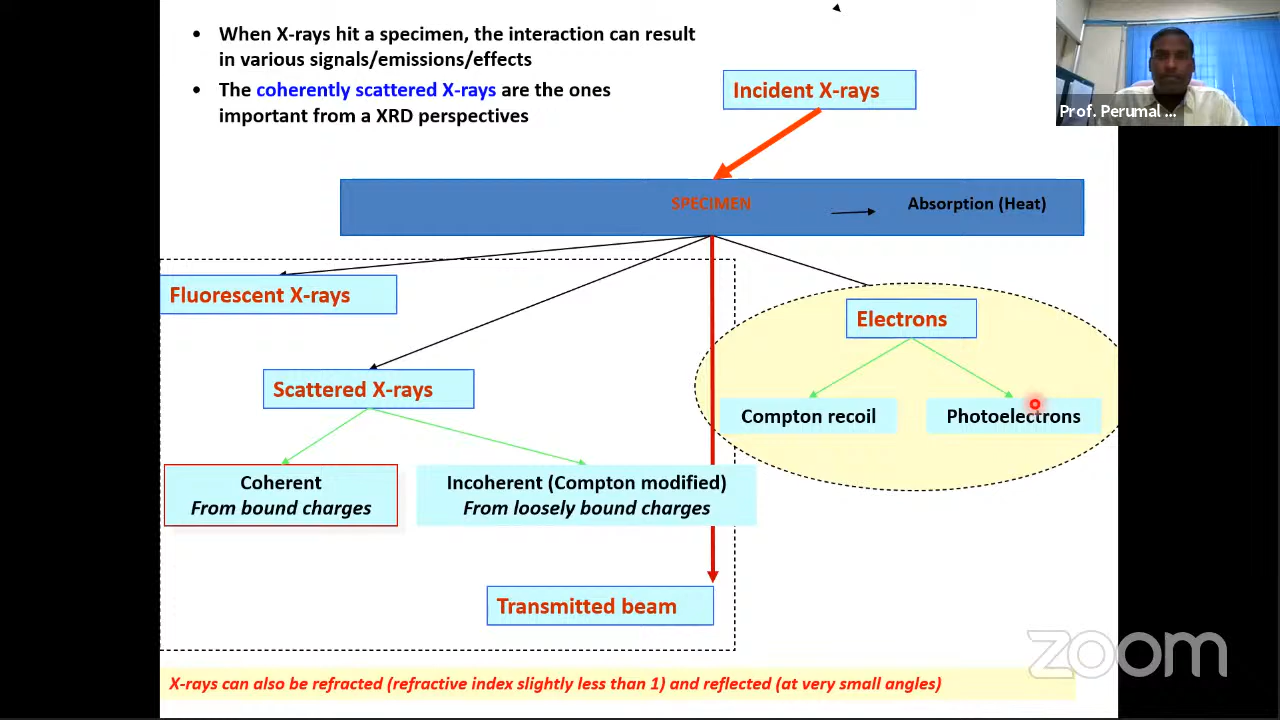 • When X-rays hit a specimen, the interaction can result
in various signals/emissions/effects
• The coherently scattered X-rays are the ones
important from a XRD perspectives
Incident X-rays
Prof. Perumal ...
SPECIMEN
Absorption (Heat)
Fluorescent X-rays
Electrons
Scattered X-rays
Compton recoil
Photoelectrons
Coherent
From bound charges
Incoherent (Compton modified)
From loosely bound charges
Transmitted beam
zoom
X-rays can also be refracted (refractive index slightly less than 1) and reflected (at very small angles)